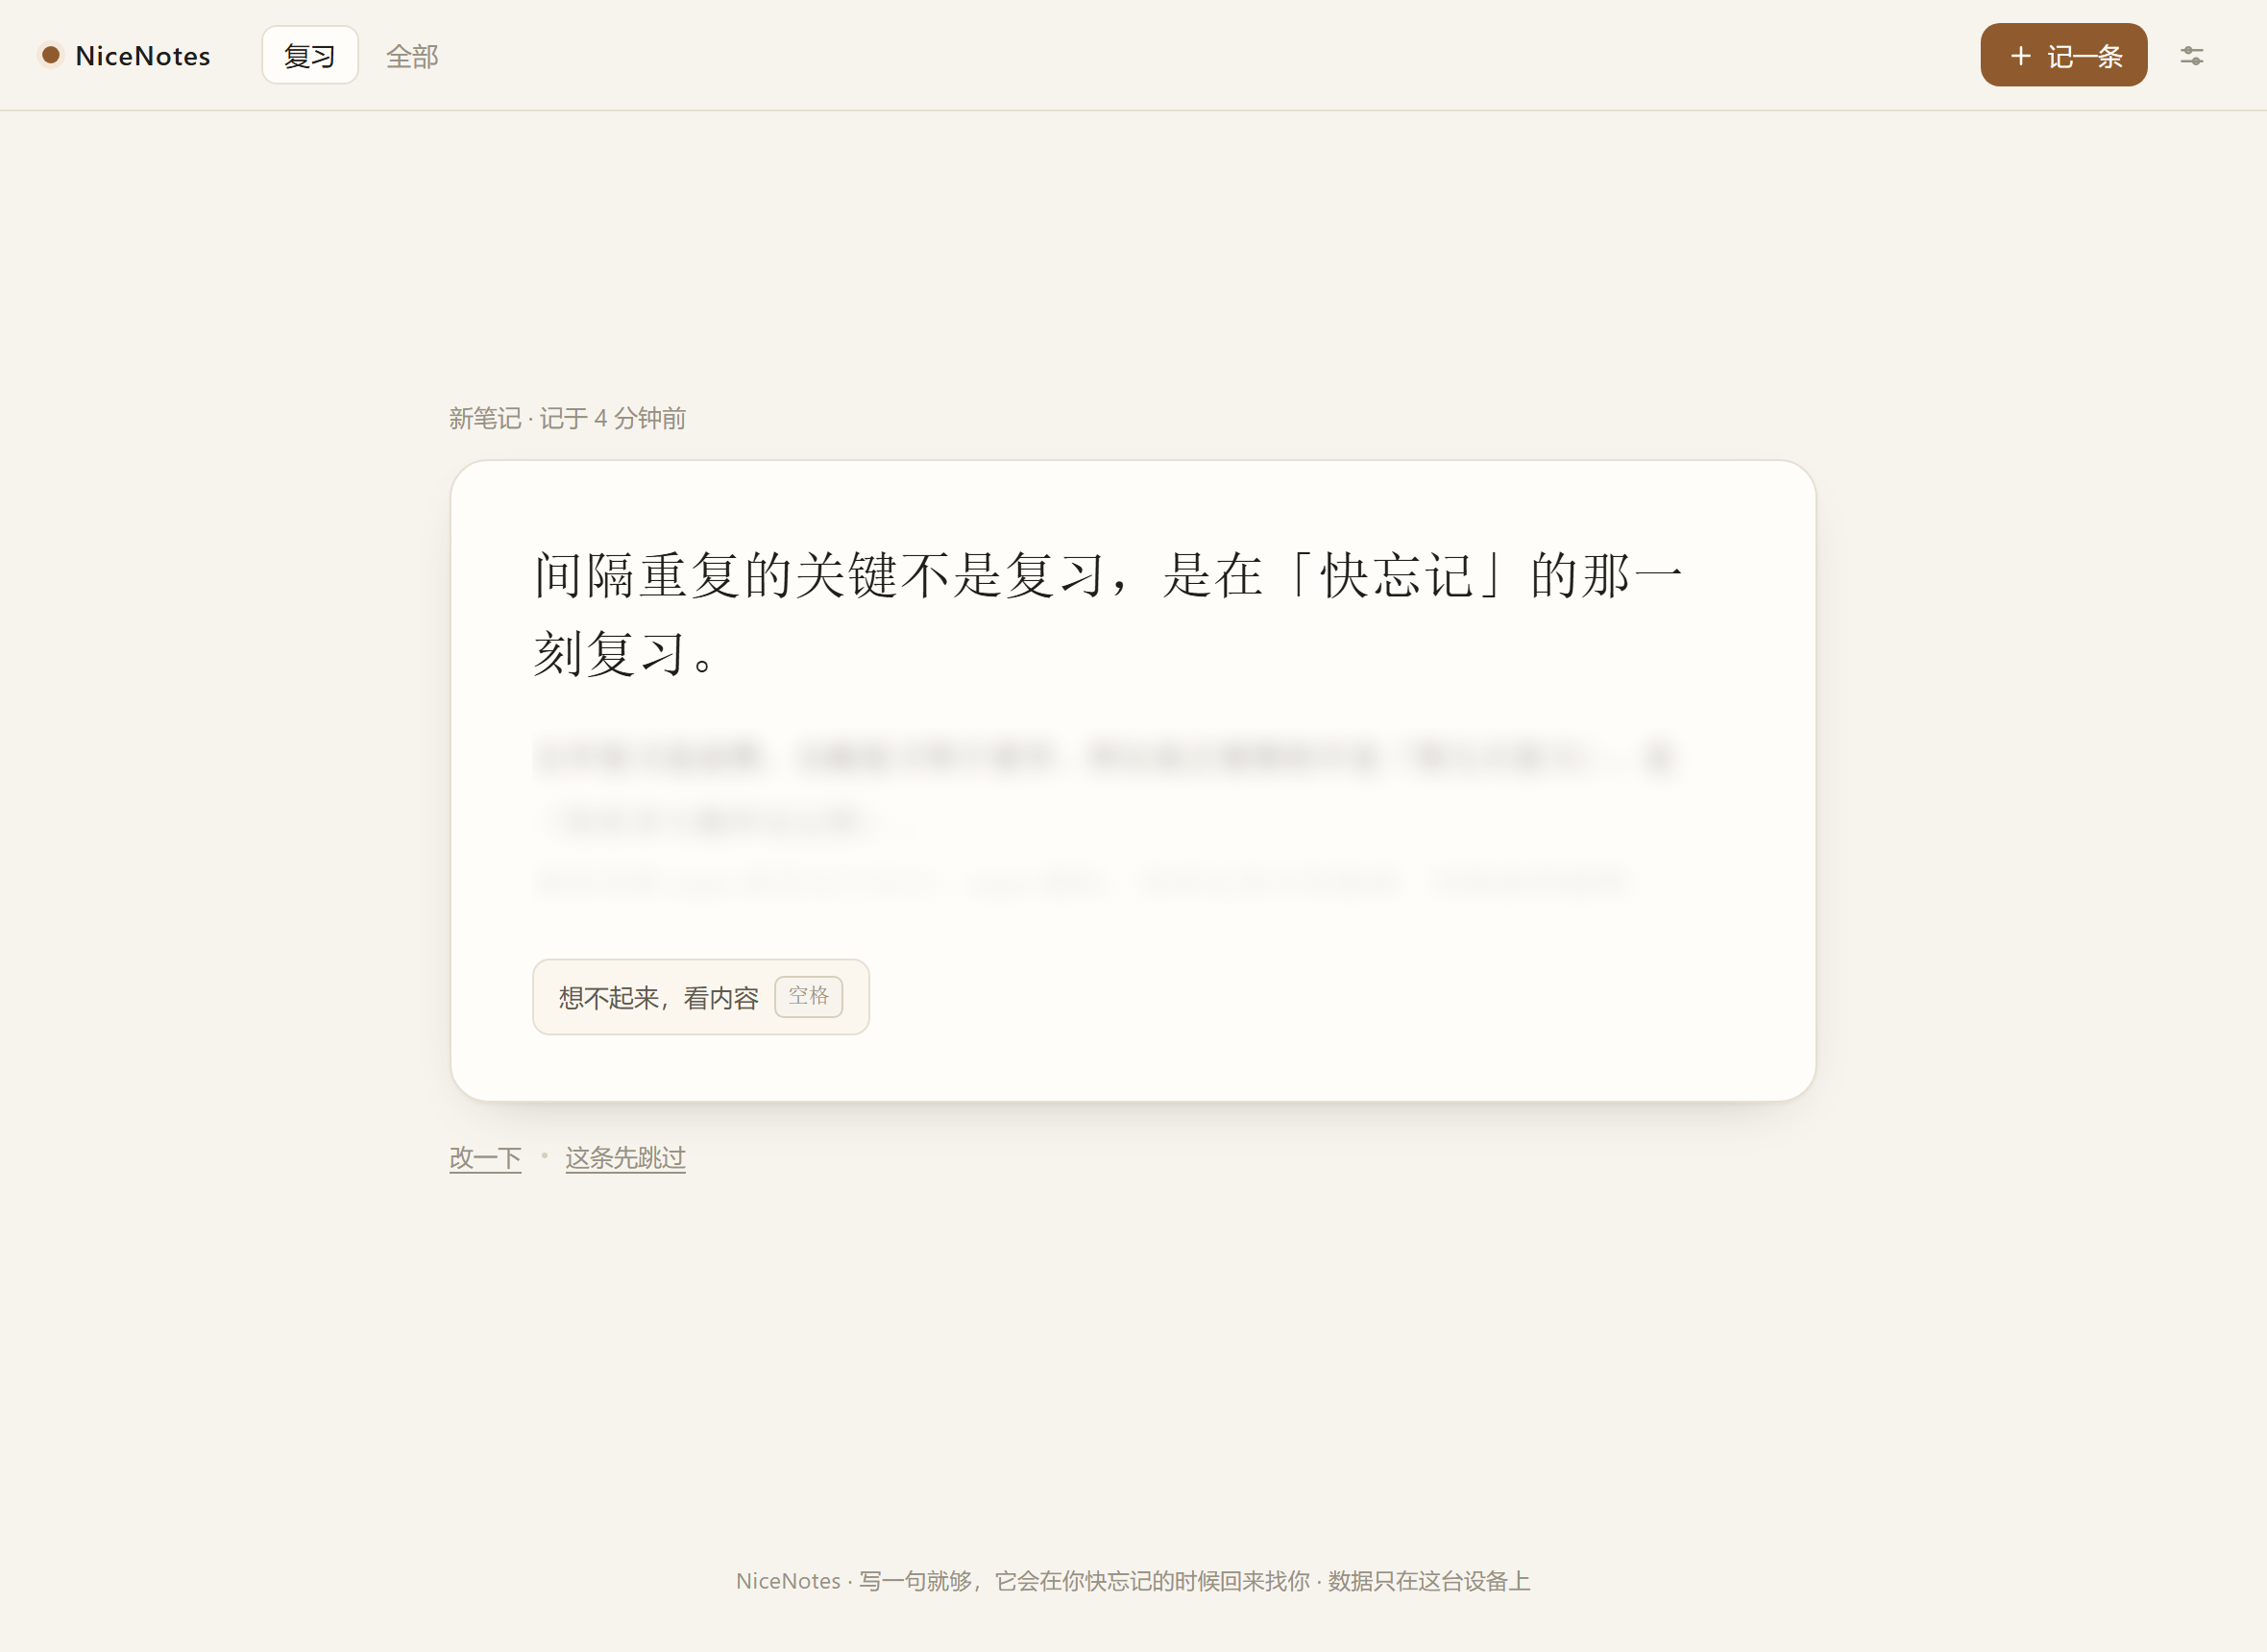 NiceNotes
复习
全部
记一条
新笔记 · 记于 4 分钟前
间隔重复的关键不是复习，是在「快忘记」的那一
刻复习。
想不起来，看内容 空格
改一下 • 这条先跳过
NiceNotes · 写一句就够，它会在你快忘记的时候回来找你 · 数据只在这台设备上